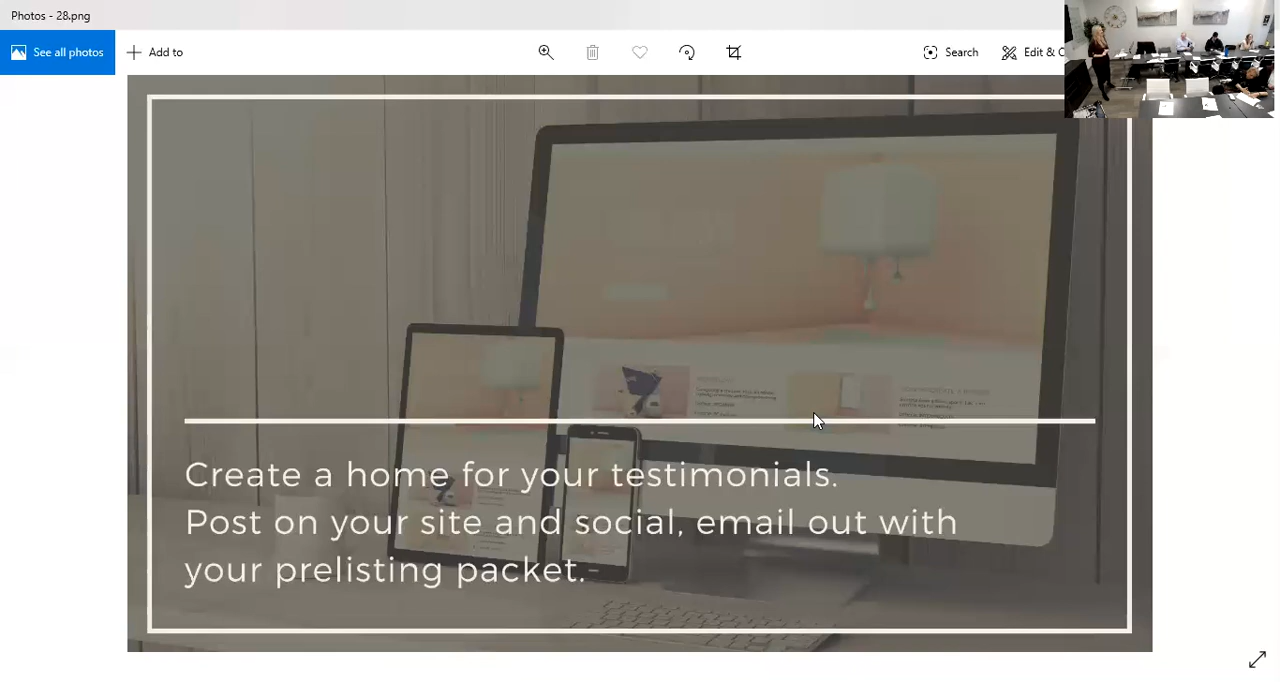 Photos - 28.png
See all photos
Add to
Search
Edit & C
Create a home for your testimonials.
Post on your site and social, email out with
your prelisting packet.